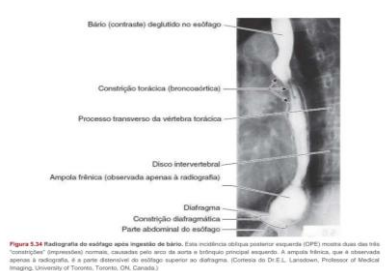 Bário (contraste) deglutido no esôfago
Constrição torácica (broncoaórtica)
Processo transverso da vértebra torácica
Disco intervertebral
Ampola frênica (observada apenas à radiografia)
Diafragma
Constrição diafragmática
Parte abdominal do esôfago
Figura 5.34 Radiografia do esôfago após ingestão de bário. Esta incidência oblíqua posterior esquerda (OPE) mostra duas das três
"constrições" (impressões) normais, causadas pelo arco da aorta e brônquio principal esquerdo. A ampola frênica, que é observada
apenas à radiografia, é a parte distensível do esôfago superior ao diafragma. (Cortesia do Dr.E.L. Lansdown, Professor of Medical
Imaging, University of Toronto, Toronto, ON, Canada.)